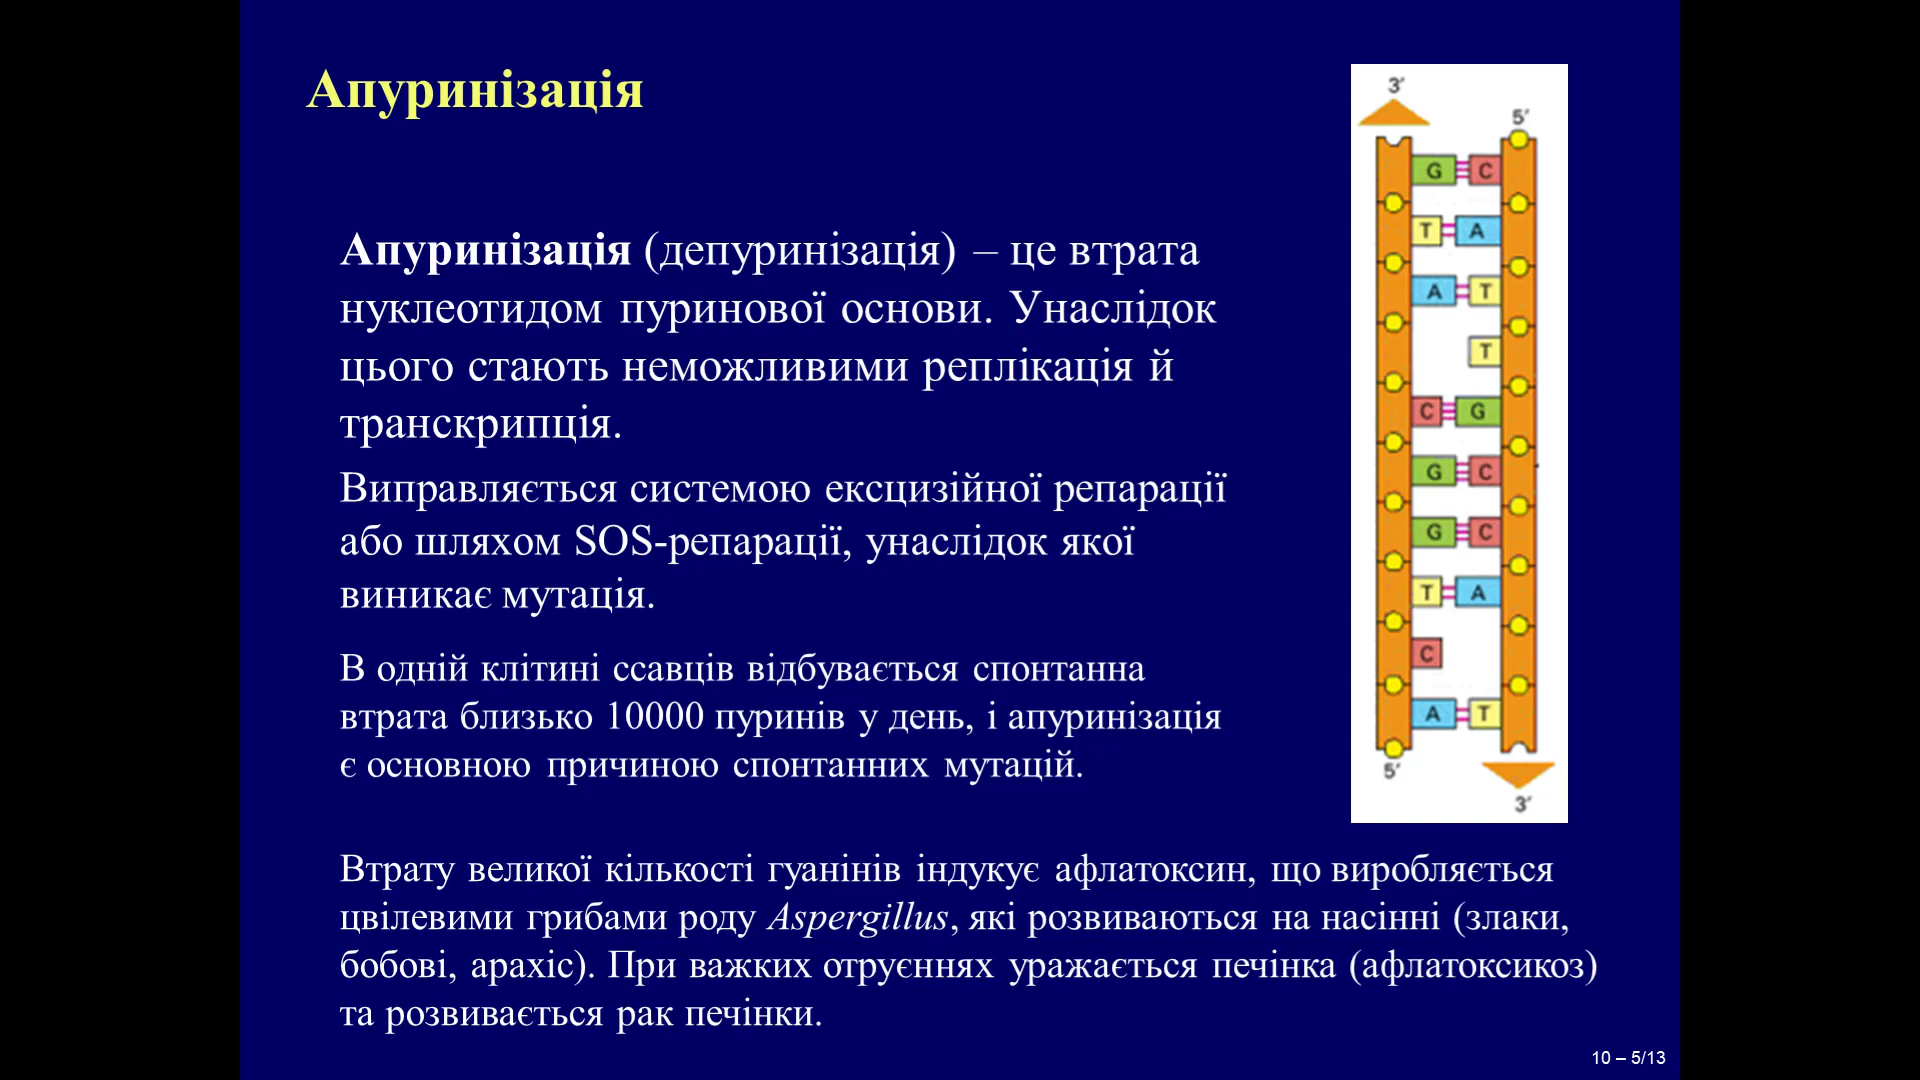 Апуринізація
Апуринізація (депуринізація) – це втрата
нуклеотидом пуринової основи. Унаслідок
цього стають неможливими реплікація й
транскрипція.
Виправляється системою ексцизійної репарації
або шляхом SOS-репарації, унаслідок якої
виникає мутація.
В одній клітині ссавців відбувається спонтанна
втрата близько 10000 пуринів у день, і апуринізація
є основною причиною спонтанних мутацій.
Втрату великої кількості гуанінів індукує афлатоксин, що виробляється
цвілевими грибами роду Aspergillus, які розвиваються на насінні (злаки,
бобові, арахіс). При важких отруєннях уражається печінка (афлатоксикоз)
та розвивається рак печінки.
3′
5′
G C
T A
A T
T
C G
G C
G C
T A
C
A T
5′
3′
10 – 5/13